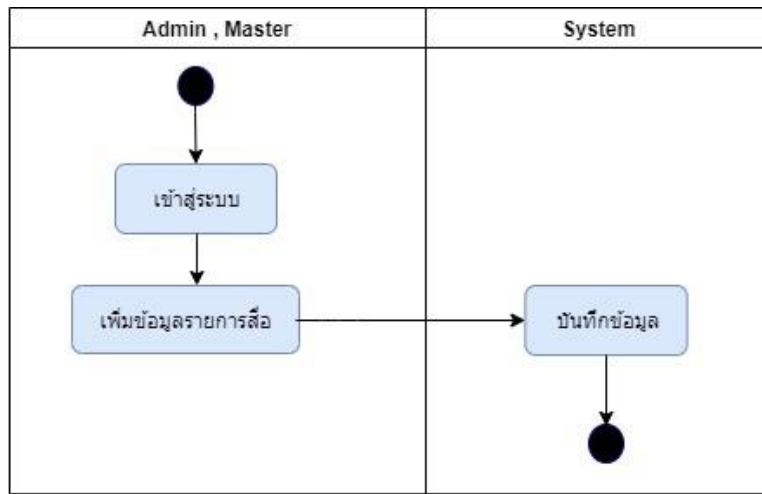 Admin , Master
System
เข้าสู่ระบบ
เพิ่มข้อมูลรายการสื่อ
บันทึกข้อมูล